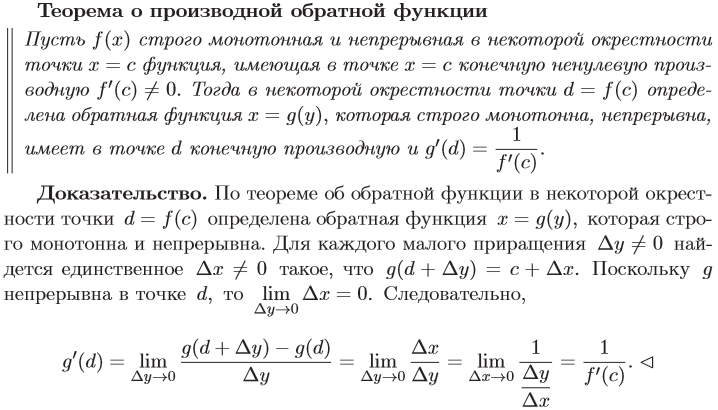 Теорема о производной обратной функции
Пусть f(x) строго монотонная и непрерывная в некоторой окрестности
точки x = c функция, имеющая в точке x = c конечную ненулевую произ-
водную f′(c) ≠ 0. Тогда в некоторой окрестности точки d = f(c) опреде-
лена обратная функция x = g(y), которая строго монотонна, непрерывна,
имеет в точке d конечную производную и g′(d) = 1/f′(c).
Доказательство. По теореме об обратной функции в некоторой окрест-
ности точки d = f(c) определена обратная функция x = g(y), которая стро-
го монотонна и непрерывна. Для каждого малого приращения Δy ≠ 0 най-
дется единственное Δx ≠ 0 такое, что g(d + Δy) = c + Δx. Поскольку g
непрерывна в точке d, то lim_{Δy→0} Δx = 0. Следовательно,
g′(d) = lim_{Δy→0} (g(d + Δy) − g(d))/Δy = lim_{Δy→0} Δx/Δy = lim_{Δx→0} 1/(Δy/Δx) = 1/f′(c). ◁